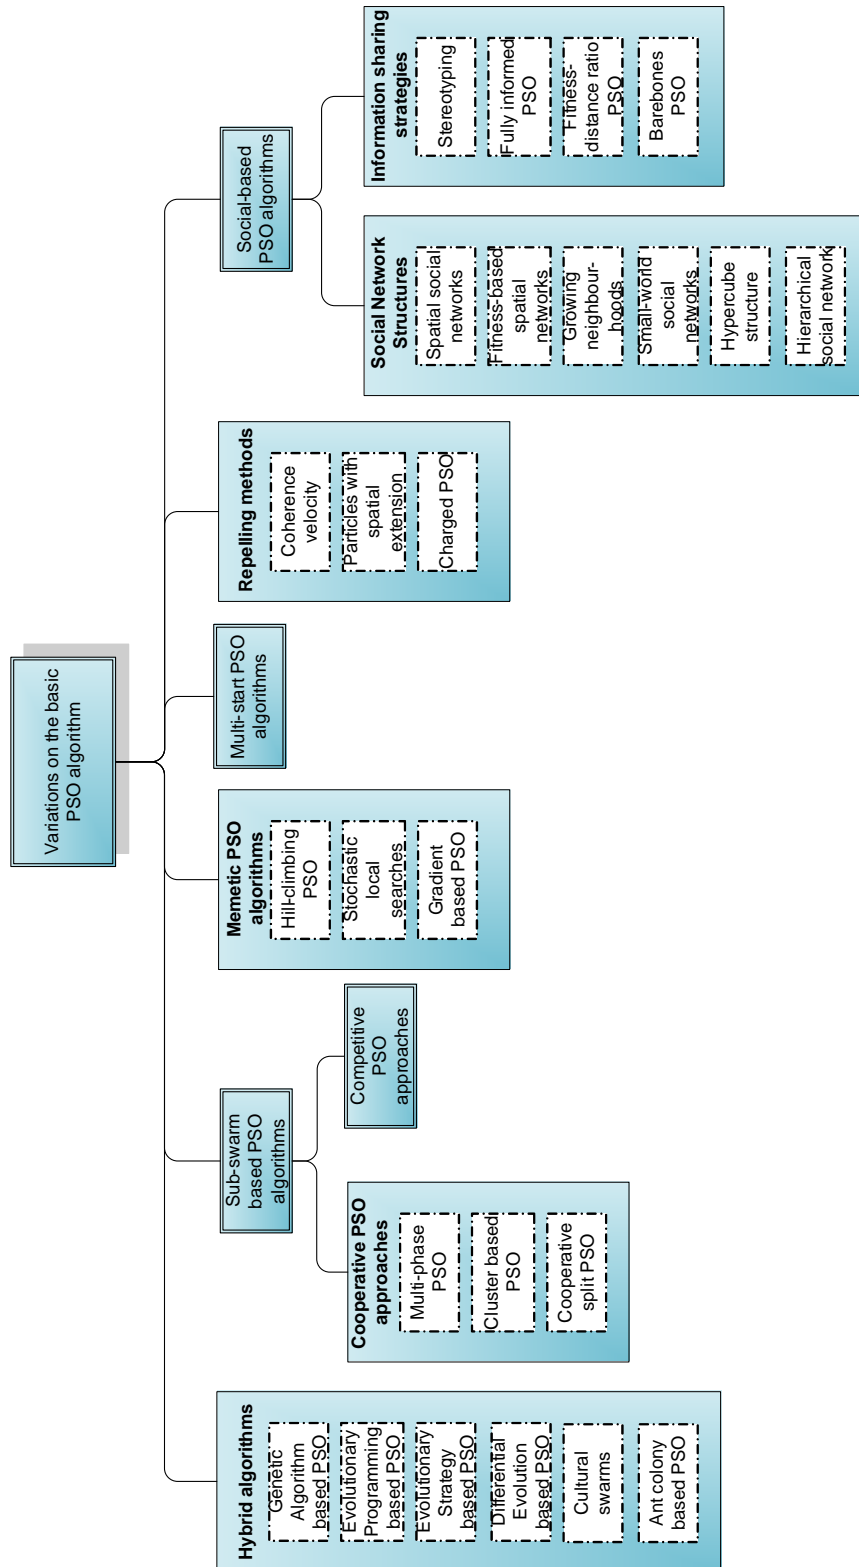 Variations on the basic
PSO algorithm
Hybrid algorithms
Genetic
Algorithm
based PSO
Evolutionary
Programming
based PSO
Evolutionary
Strategy
based PSO
Differential
Evolution
based PSO
Cultural
swarms
Ant colony
based PSO
Sub-swarm
based PSO
algorithms
Cooperative PSO
approaches
Multi-phase
PSO
Cluster based
PSO
Cooperative
split PSO
Competitive
PSO
approaches
Memetic PSO
algorithms
Hill-climbing
PSO
Stochastic
local
searches
Gradient
based PSO
Multi-start PSO
algorithms
Repelling methods
Coherence
velocity
Particles with
spatial
extension
Charged PSO
Social-based
PSO algorithms
Social Network
Structures
Spatial social
networks
Fitness-based
spatial
networks
Growing
neighbour-
hoods
Small-world
social
networks
Hypercube
structure
Hierarchical
social network
Information sharing
strategies
Stereotyping
Fully informed
PSO
Fitness-
distance ratio
PSO
Barebones
PSO